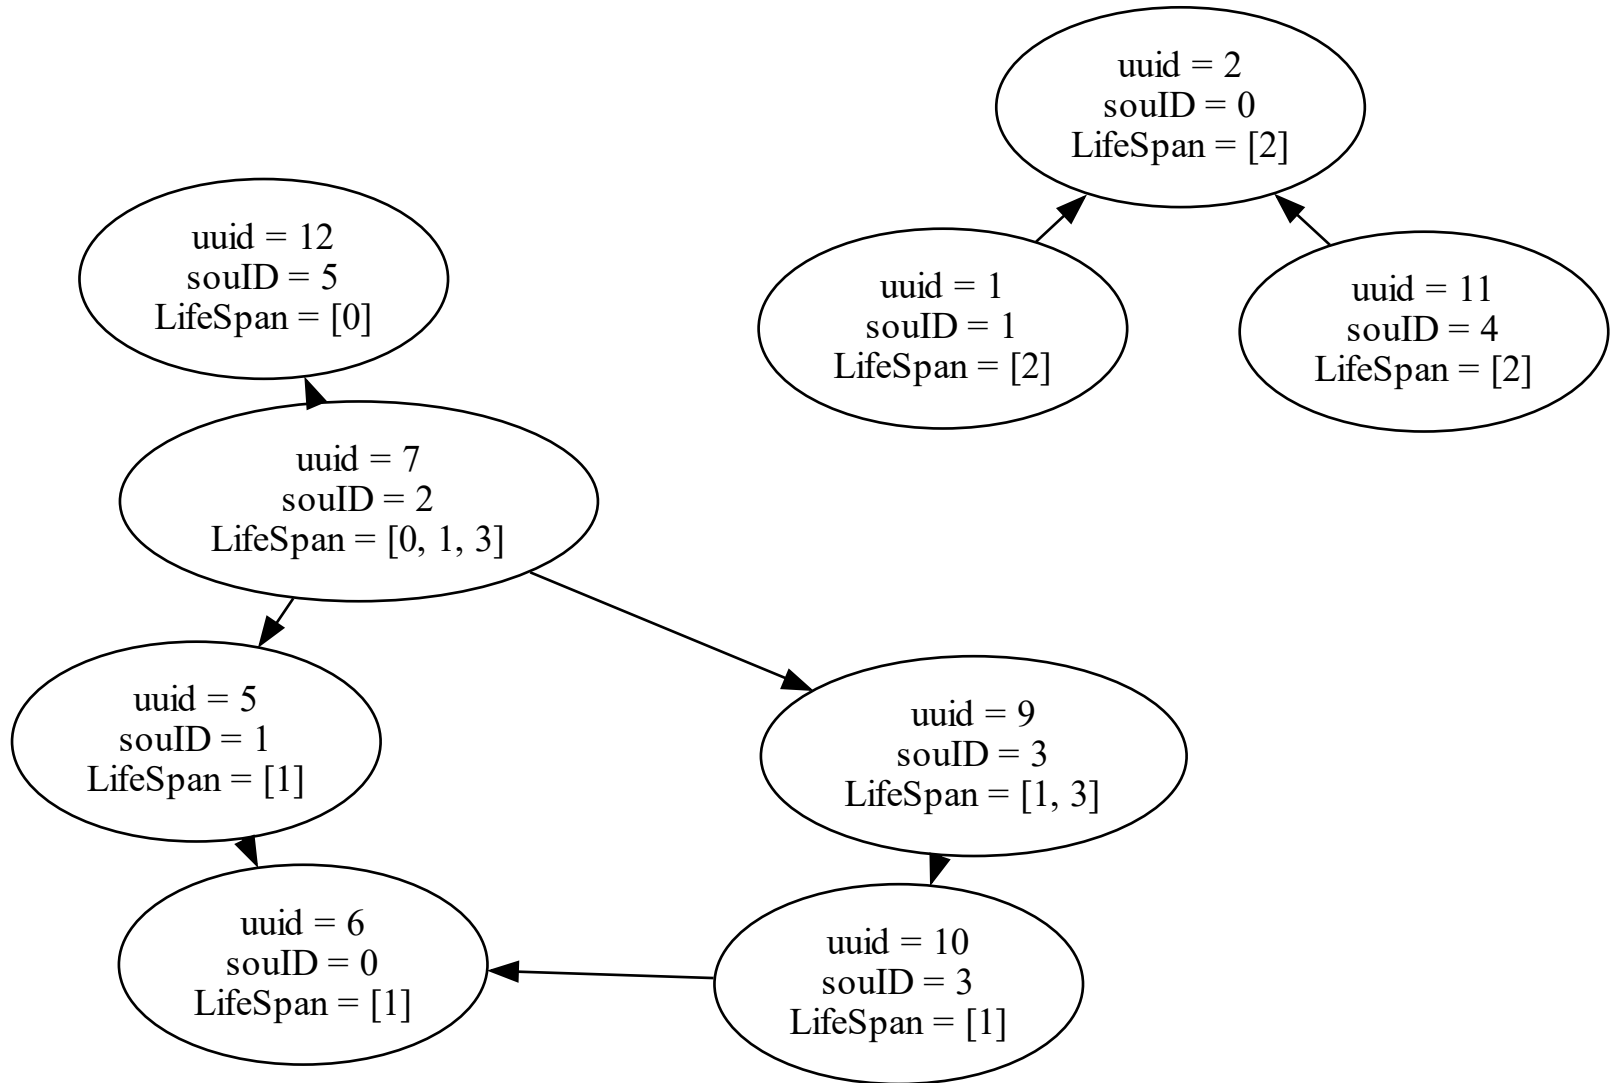 uuid = 2
souID = 0
LifeSpan = [2]
uuid = 12
souID = 5
LifeSpan = [0]
uuid = 1
souID = 1
LifeSpan = [2]
uuid = 11
souID = 4
LifeSpan = [2]
uuid = 7
souID = 2
LifeSpan = [0, 1, 3]
uuid = 5
souID = 1
LifeSpan = [1]
uuid = 9
souID = 3
LifeSpan = [1, 3]
uuid = 6
souID = 0
LifeSpan = [1]
uuid = 10
souID = 3
LifeSpan = [1]